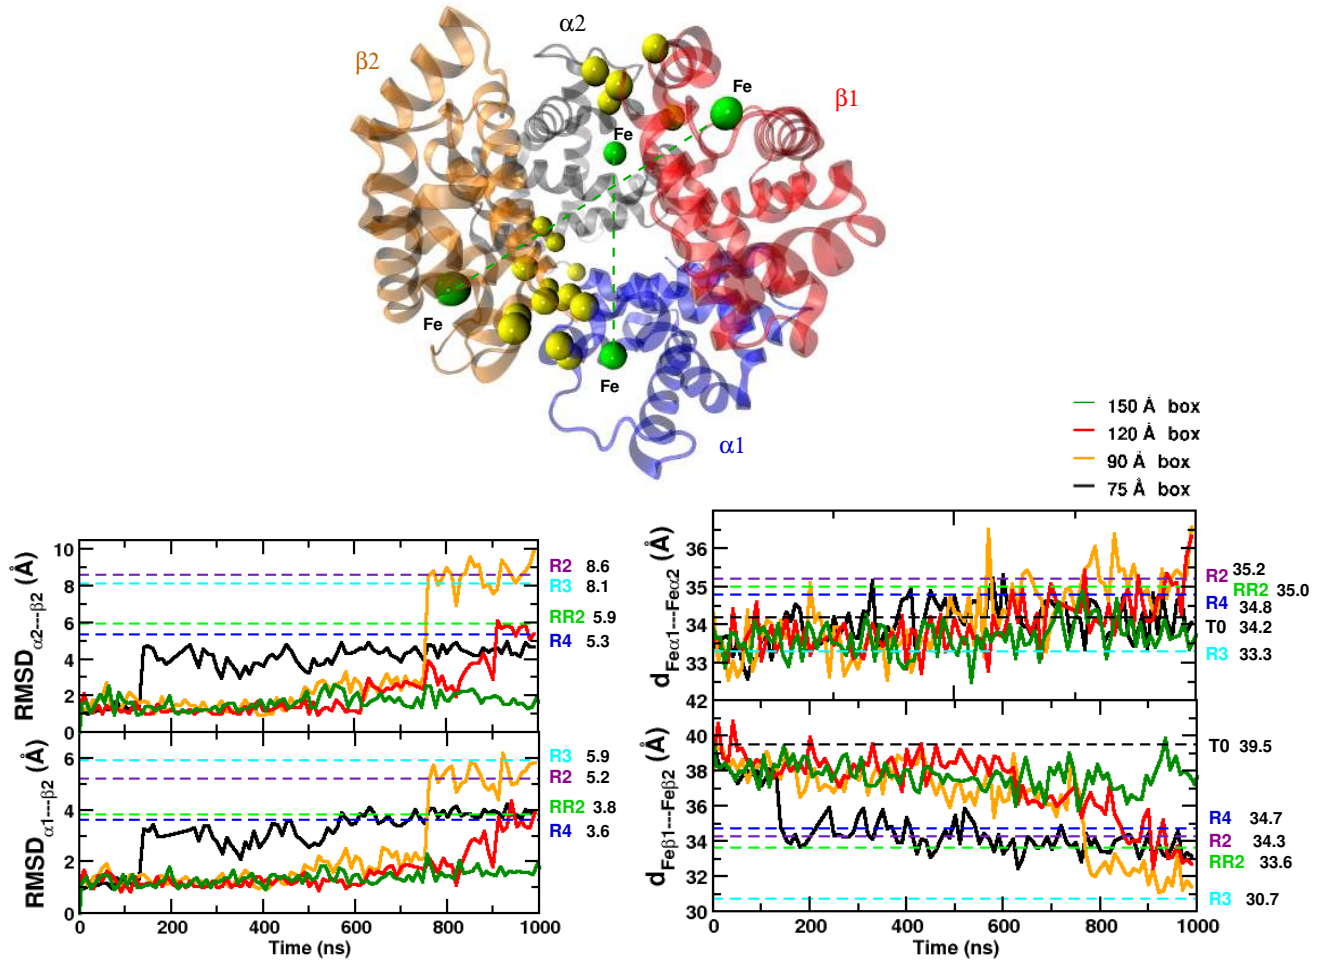 α2
β2
Fe
β1
Fe
Fe
Fe
α1
150 Å box
120 Å box
90 Å box
75 Å box
RMSDα2---β2 (Å)
10
8
6
4
2
0
R2 8.6
R3 8.1
RR2 5.9
R4 5.3
RMSDα1---β2 (Å)
6
4
2
0
R3 5.9
R2 5.2
RR2 3.8
R4 3.6
0 200 400 600 800 1000
Time (ns)
dFeα1---Feα2 (Å)
36
35
34
33
42
R2 35.2
RR2 35.0
R4 34.8
T0 34.2
R3 33.3
dFeβ1---Feβ2 (Å)
40
38
36
34
32
30
T0 39.5
R4 34.7
R2 34.3
RR2 33.6
R3 30.7
0 200 400 600 800 1000
Time (ns)